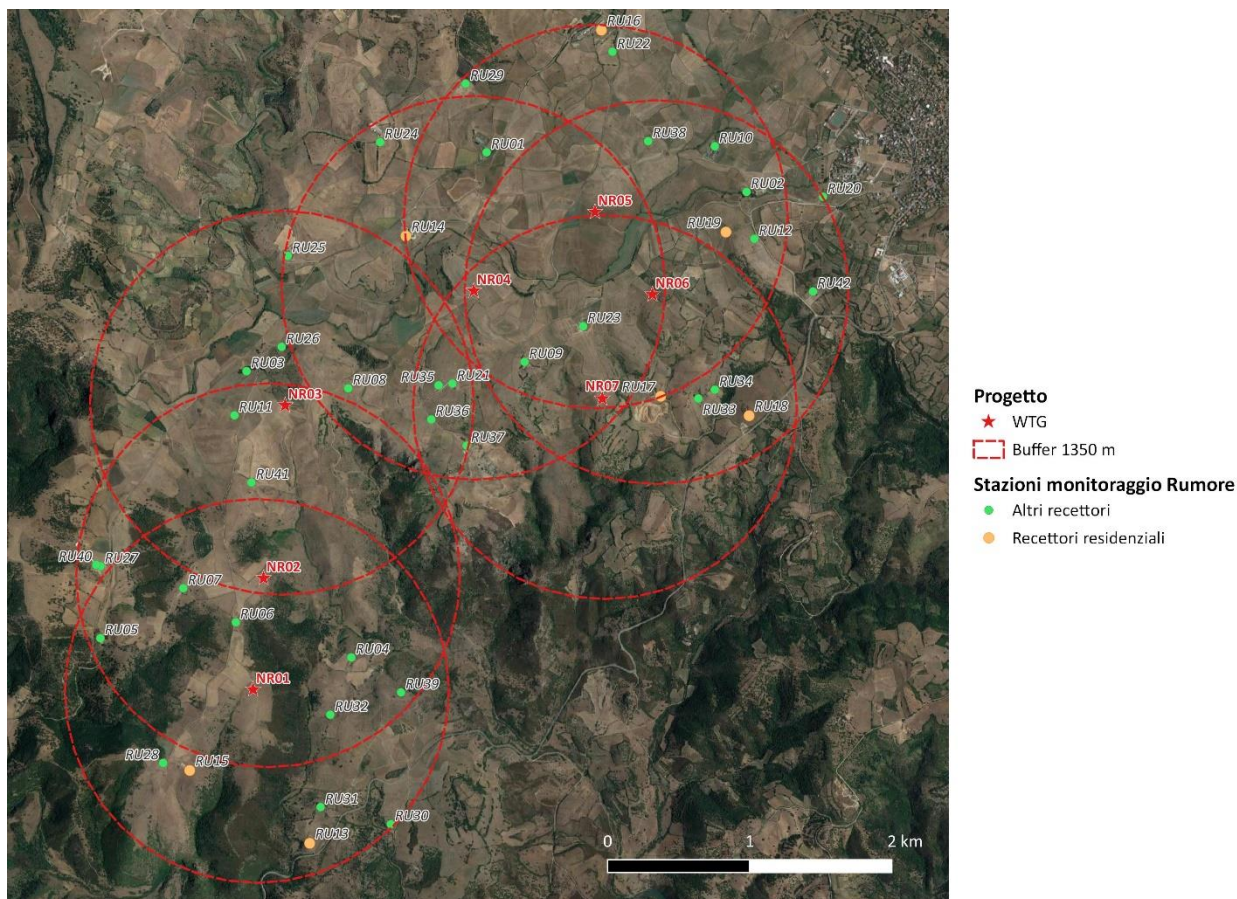 RU16
RU22
RU29
RU24
RU01
RU38
RU10
RU02
RU20
NR05
RU14
RU19
RU12
RU25
NR04
NR06
RU42
RU23
RU26
RU09
RU03
RU08
RU35
RU21
NR03
NR07
RU17
RU34
RU11
RU36
RU33
RU18
RU37
RU41
RU40
RU27
NR02
RU07
RU06
RU05
RU04
NR01
RU39
RU32
RU28
RU15
RU31
RU30
RU13
0
1
2 km
Progetto
WTG
Buffer 1350 m
Stazioni monitoraggio Rumore
Altri recettori
Recettori residenziali